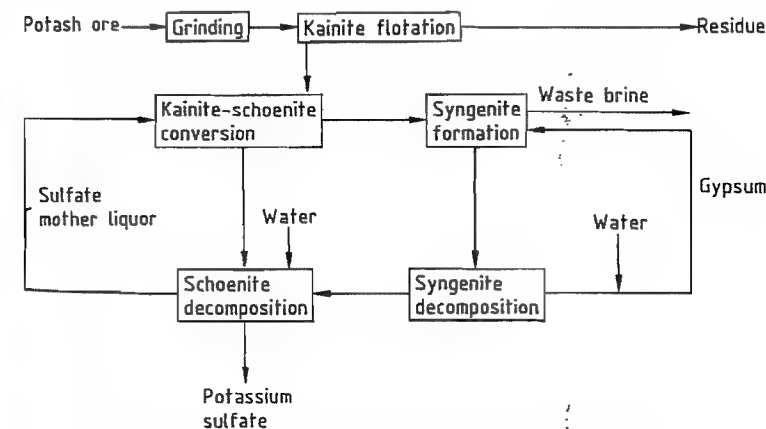 Potash ore
Grinding
Kainite flotation
Residue
Kainite-schoenite
conversion
Syngenite
formation
Waste brine
Sulfate
mother liquor
Water
Water
Gypsum
Schoenite
decomposition
Syngenite
decomposition
Potassium
sulfate